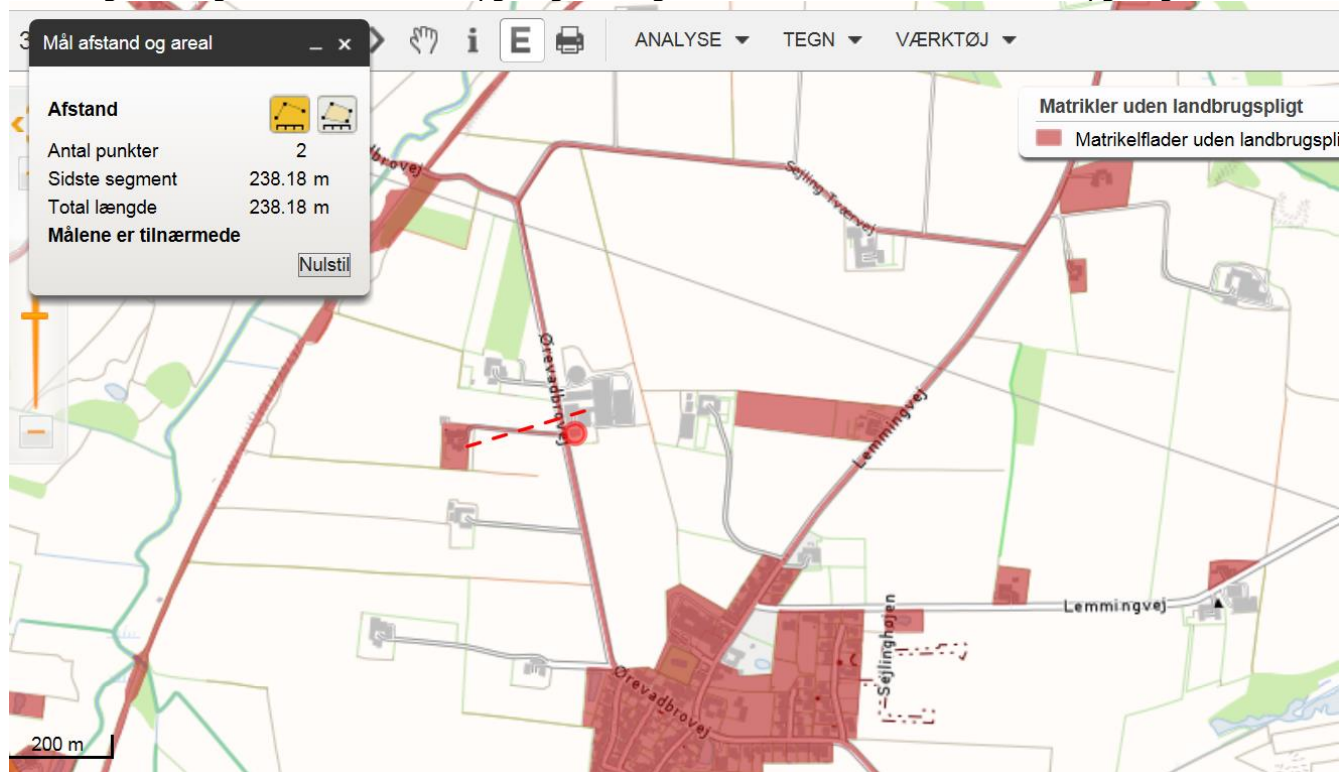 Mål afstand og areal
ANALYSE
TEGN
VÆRKTØJ
Afstand
Antal punkter 2
Sidste segment 238.18 m
Total længde 238.18 m
Målene er tilnærmede
Nulstil
Matrikler uden landbrugspligt
Matrikelflader uden landbrugspli
Sejling Tværvej
Ørevadbrovej
Lemmingvej
Lemmingvej
Sejlinghøjen
Ørevadbrovej
200 m